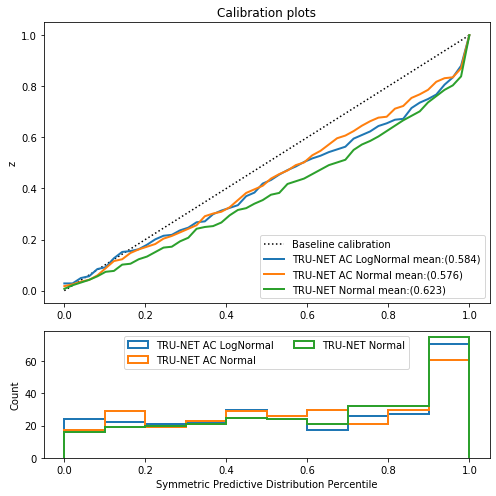 Calibration plots
1.0
0.8
0.6
0.4
0.2
0.0
z
Baseline calibration
TRU-NET AC LogNormal mean:(0.584)
TRU-NET AC Normal mean:(0.576)
TRU-NET Normal mean:(0.623)
0.0 0.2 0.4 0.6 0.8 1.0
TRU-NET AC LogNormal TRU-NET Normal
TRU-NET AC Normal
60
40
20
0
Count
0.0 0.2 0.4 0.6 0.8 1.0
Symmetric Predictive Distribution Percentile